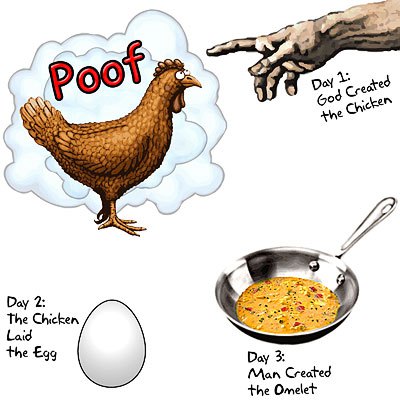 Poof
Day 1:
God Created
the Chicken
Day 2:
The Chicken
Laid
the Egg
Day 3:
Man Created
the Omelet